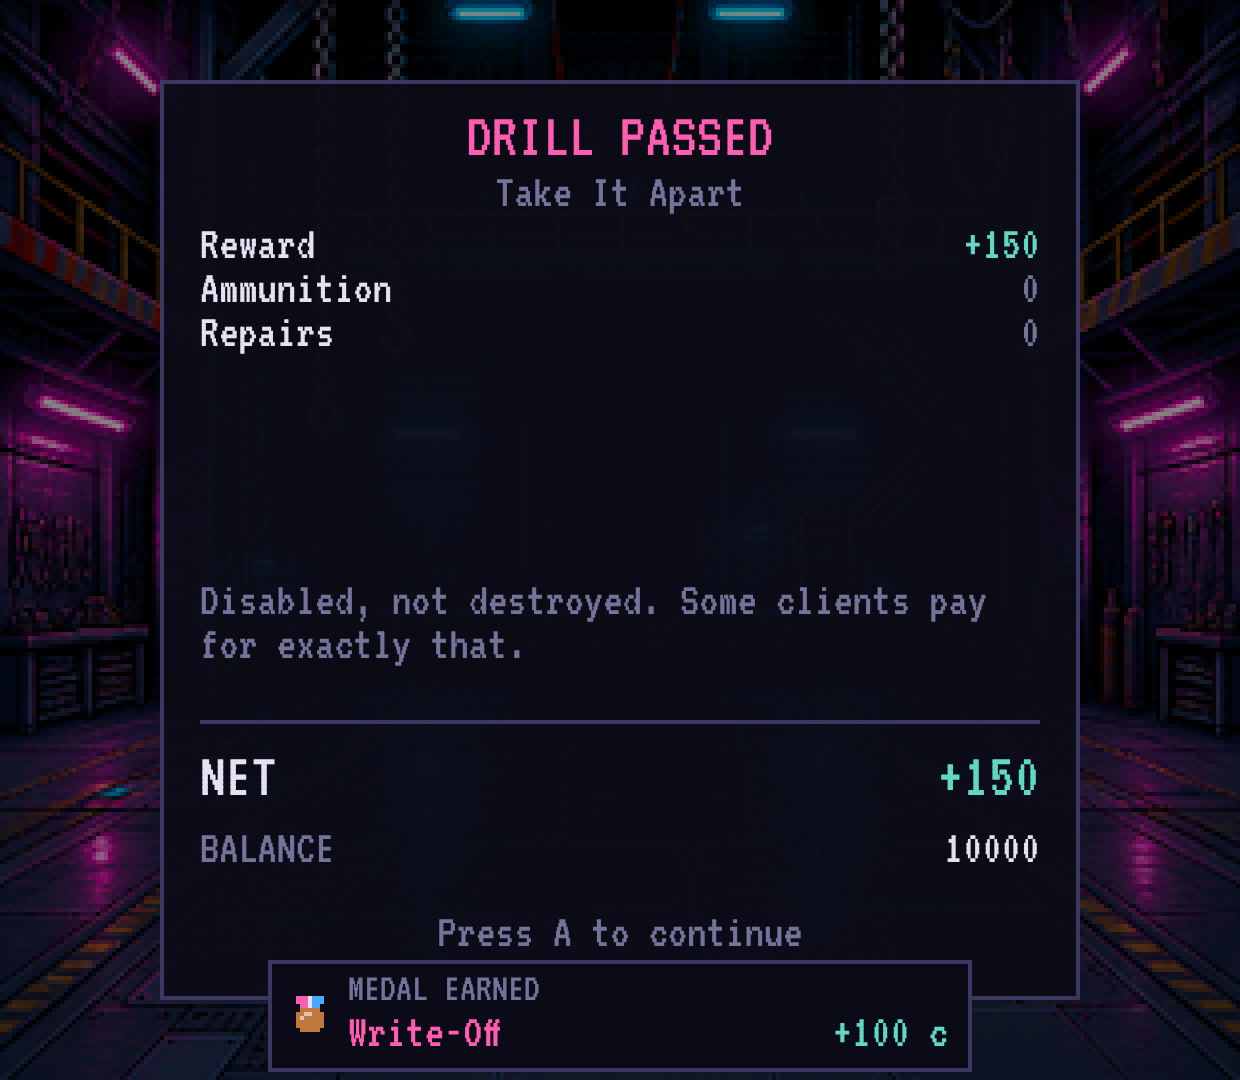 DRILL PASSED
Take It Apart
Reward +150
Ammunition 0
Repairs 0
Disabled, not destroyed. Some clients pay
for exactly that.
NET +150
BALANCE 10000
Press A to continue
MEDAL EARNED
Write-Off +100 c